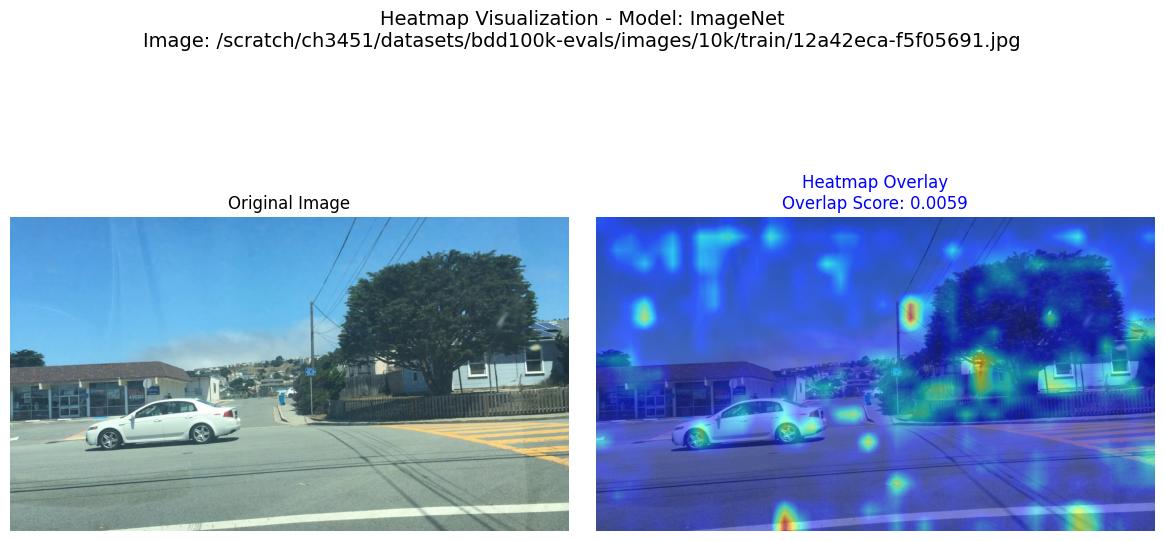 Heatmap Visualization - Model: ImageNet
Image: /scratch/ch3451/datasets/bdd100k-evals/images/10k/train/12a42eca-f5f05691.jpg
Original Image
Heatmap Overlay
Overlap Score: 0.0059